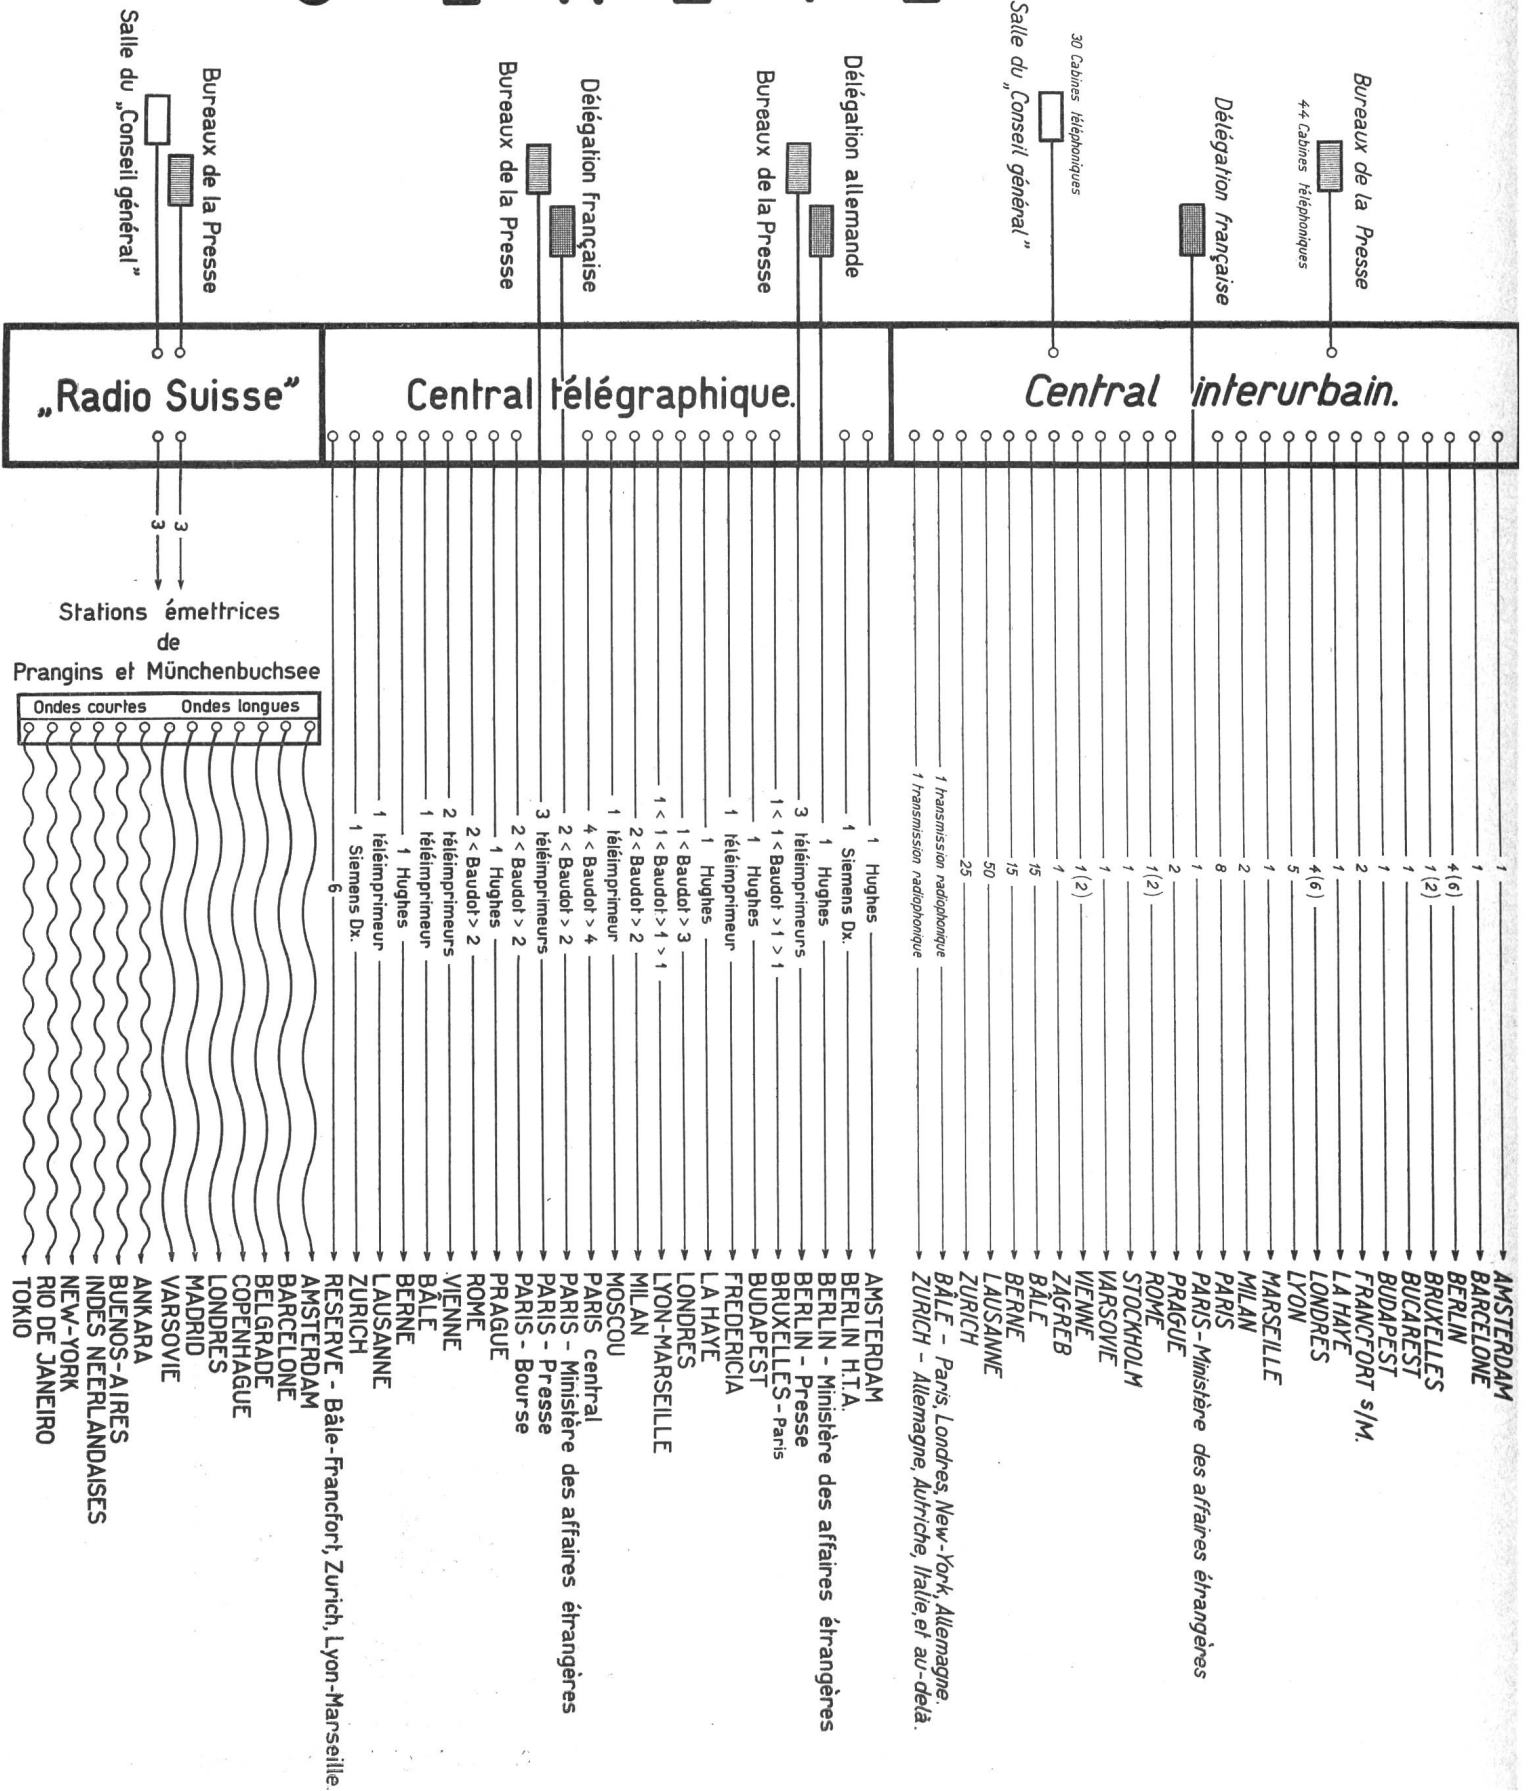 Bureaux de la Presse
44 Cabines téléphoniques
Délégation française
30 Cabines téléphoniques
Salle du „Conseil général”
Central interurbain.
1 AMSTERDAM
1 BARCELONE
4(6) BERLIN
1(2) BRUXELLES
1 BUCAREST
1 BUDAPEST
2 FRANCFORT s/M.
1 LA HAYE
4(6) LONDRES
5 LYON
1 MARSEILLE
2 MILAN
8 PARIS
1 PARIS-Ministère des affaires étrangères
2 PRAGUE
1(2) ROME
1 STOCKHOLM
1 VARSOVIE
1(2) VIENNE
1 ZAGREB
15 BÂLE
15 BERNE
50 LAUSANNE
25 ZURICH
1 transmission radiophonique BÂLE - Paris, Londres, New-York, Allemagne.
1 transmission radiophonique ZURICH - Allemagne, Autriche, Italie, et au-delà.
Délégation allemande
Bureaux de la Presse
Délégation française
Bureaux de la Presse
Central télégraphique.
1 Hughes AMSTERDAM
1 Siemens Dx. BERLIN H.T.A.
1 Hughes BERLIN - Ministère des affaires étrangères
3 téléimprimeurs BERLIN - Presse
1 < 1 < Baudot > 1 > 1 BRUXELLES - Paris
1 Hughes BUDAPEST
1 téléimprimeur FREDERICIA
1 Hughes LA HAYE
1 < Baudot > 3 LONDRES
1 < 1 < Baudot > 1 > 1 LYON-MARSEILLE
2 < Baudot > 2 MILAN
1 téléimprimeur MOSCOU
4 < Baudot > 4 PARIS central
2 < Baudot > 2 PARIS - Ministère des affaires étrangères
3 téléimprimeurs PARIS - Presse
2 < Baudot > 2 PARIS - Bourse
1 Hughes PRAGUE
2 < Baudot > 2 ROME
2 téléimprimeurs VIENNE
1 téléimprimeur BÂLE
1 Hughes BERNE
1 téléimprimeur LAUSANNE
1 Siemens Dx. ZURICH
6 RESERVE - Bâle-Francfort, Zurich, Lyon-Marseille.
Bureaux de la Presse
Salle du „Conseil général”
„Radio Suisse”
3
3
Stations émettrices
de
Prangins et Münchenbuchsee
Ondes courtes Ondes longues
AMSTERDAM
BARCELONE
BELGRADE
COPENHAGUE
LONDRES
MADRID
VARSOVIE
ANKARA
BUENOS-AIRES
INDES NEERLANDAISES
NEW-YORK
RIO DE JANEIRO
TOKIO